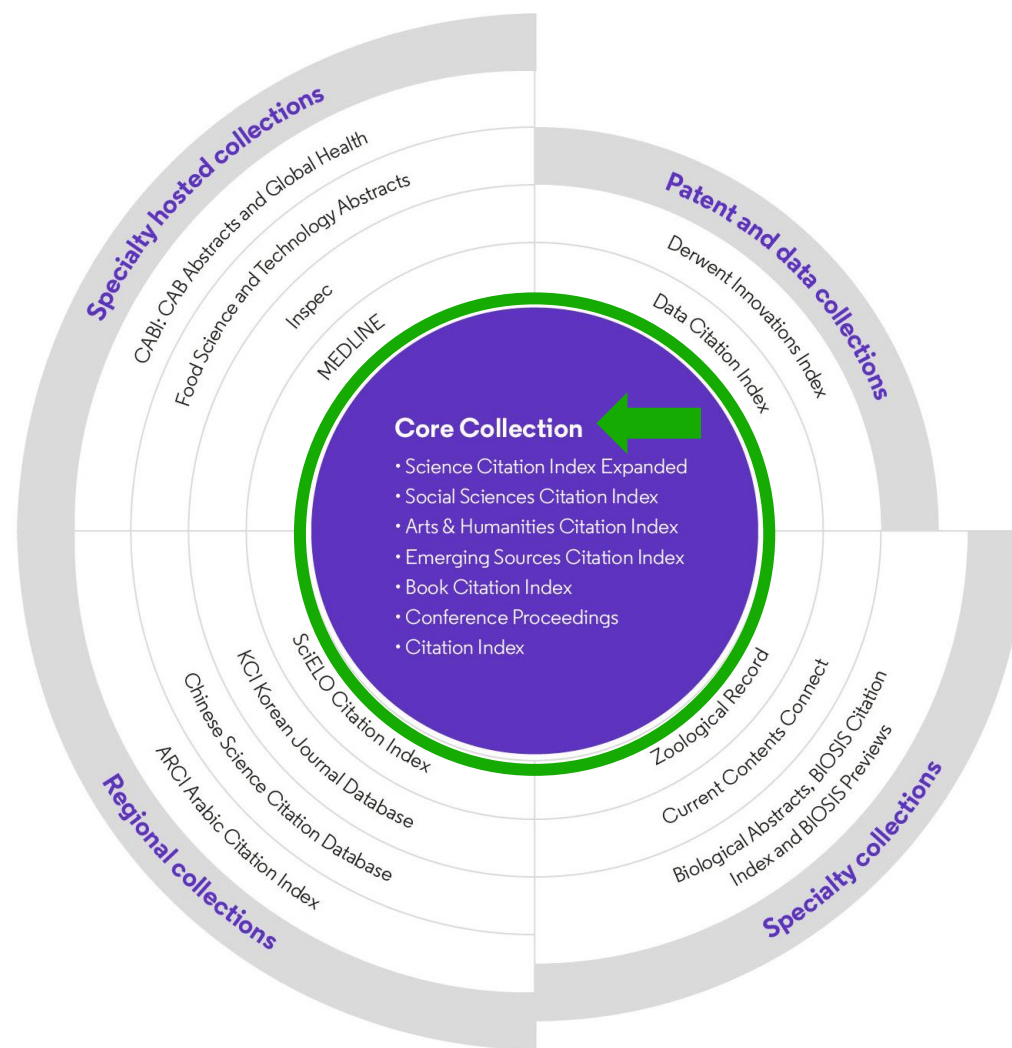 Specialty hosted collections
CABI: CAB Abstracts and Global Health
Food Science and Technology Abstracts
Inspec
MEDLINE
Patent and data collections
Derwent Innovations Index
Data Citation Index
Core Collection
• Science Citation Index Expanded
• Social Sciences Citation Index
• Arts & Humanities Citation Index
• Emerging Sources Citation Index
• Book Citation Index
• Conference Proceedings
• Citation Index
SciELO Citation Index
KCI Korean Journal Database
Chinese Science Citation Database
ARCI Arabic Citation Index
Regional collections
Zoological Record
Current Contents Connect
Biological Abstracts, BIOSIS Citation
Index and BIOSIS Previews
Specialty collections